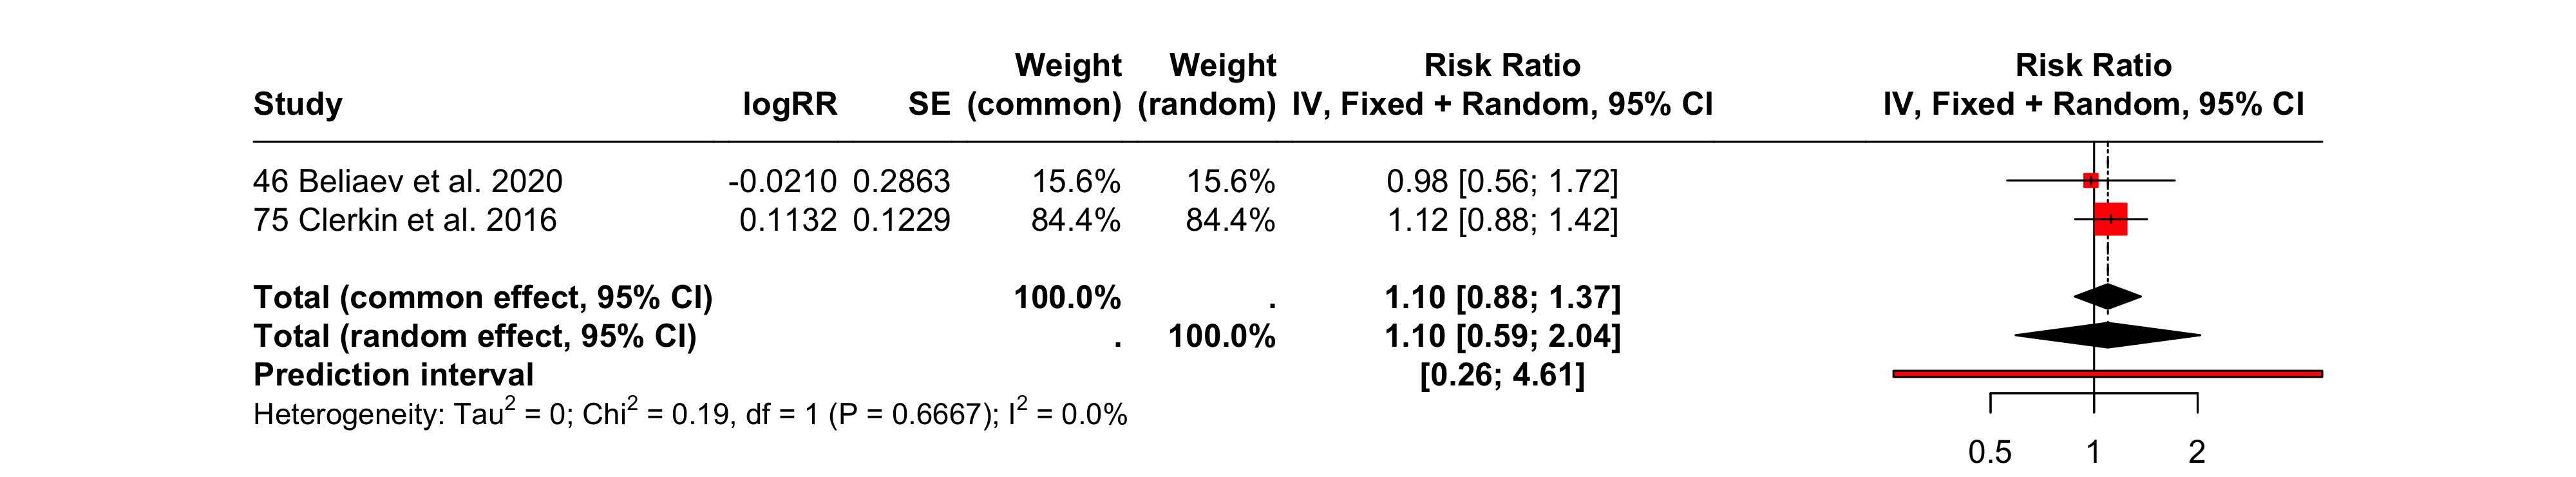 Weight Weight Risk Ratio Risk Ratio
Study logRR SE (common) (random) IV, Fixed + Random, 95% CI IV, Fixed + Random, 95% CI
46 Beliaev et al. 2020 -0.0210 0.2863 15.6% 15.6% 0.98 [0.56; 1.72]
75 Clerkin et al. 2016 0.1132 0.1229 84.4% 84.4% 1.12 [0.88; 1.42]
Total (common effect, 95% CI) 100.0% . 1.10 [0.88; 1.37]
Total (random effect, 95% CI) . 100.0% 1.10 [0.59; 2.04]
Prediction interval [0.26; 4.61]
Heterogeneity: Tau² = 0; Chi² = 0.19, df = 1 (P = 0.6667); I² = 0.0%
0.5 1 2